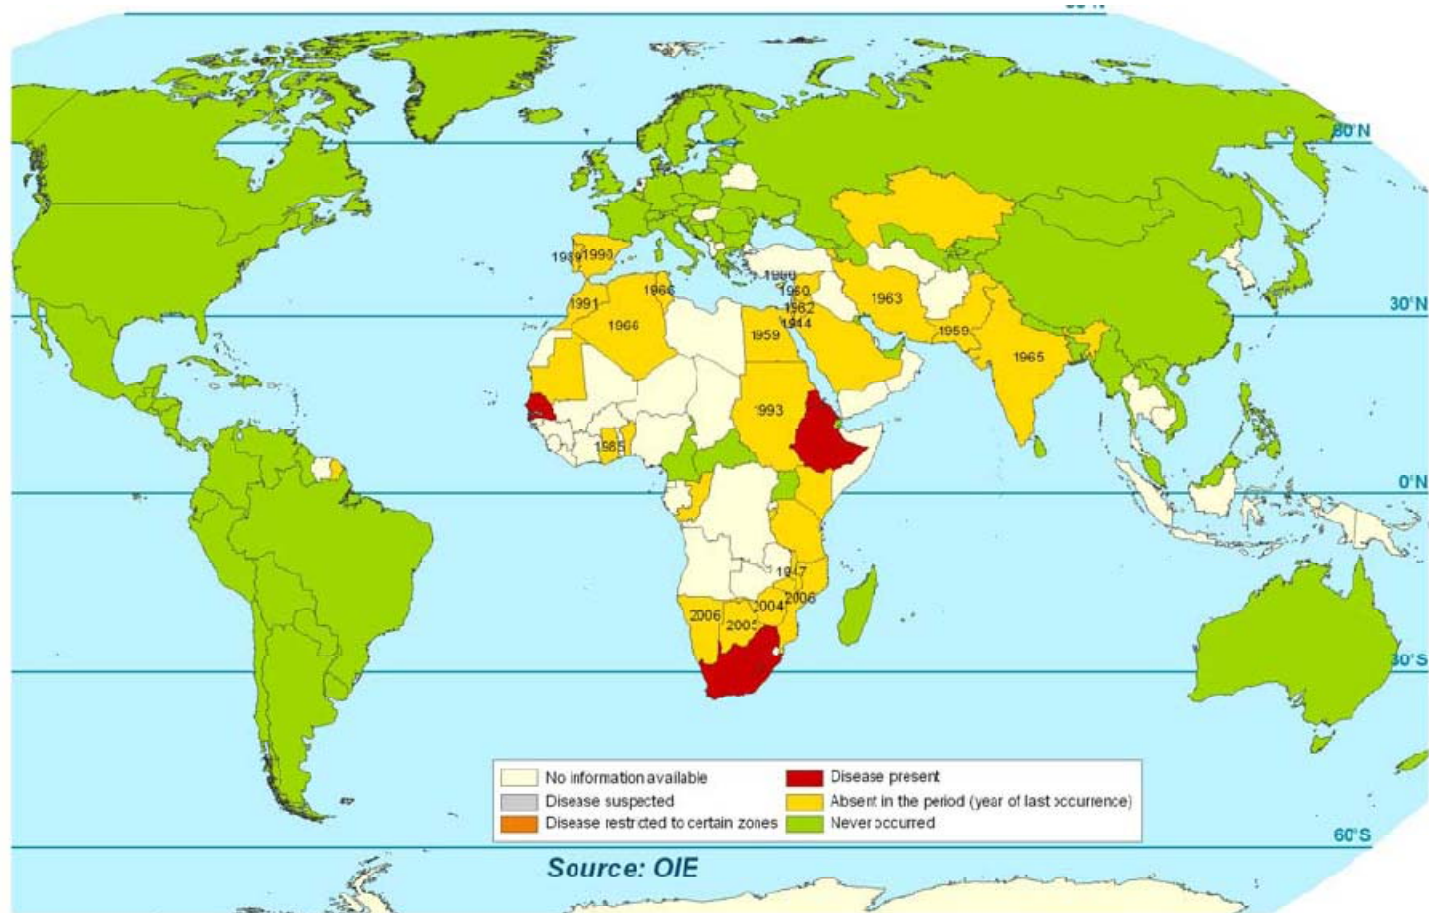 60°N
1990
1991
1966
1966
1960
1962
1944
1963
30°N
1959
1959
1965
1993
1985
0°N
1947
2006
2004
2006
2005
30°S
No information available
Disease present
Disease suspected
Absent in the period (year of last occurrence)
Disease restricted to certain zones
Never occurred
60°S
Source: OIE